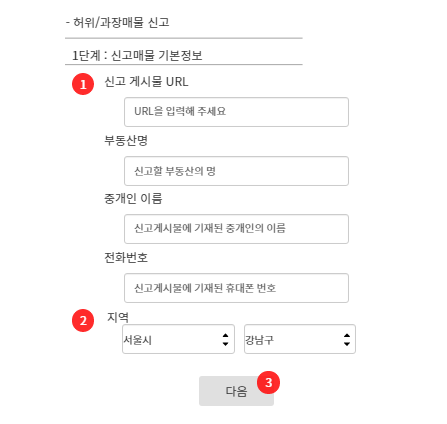 - 허위/과장매물 신고
1단계 : 신고매물 기본정보
1 신고 게시물 URL
URL을 입력해 주세요
부동산명
신고할 부동산의 명
중개인 이름
신고게시물에 기재된 중개인의 이름
전화번호
신고게시물에 기재된 휴대폰 번호
2 지역
서울시 강남구
다음 3